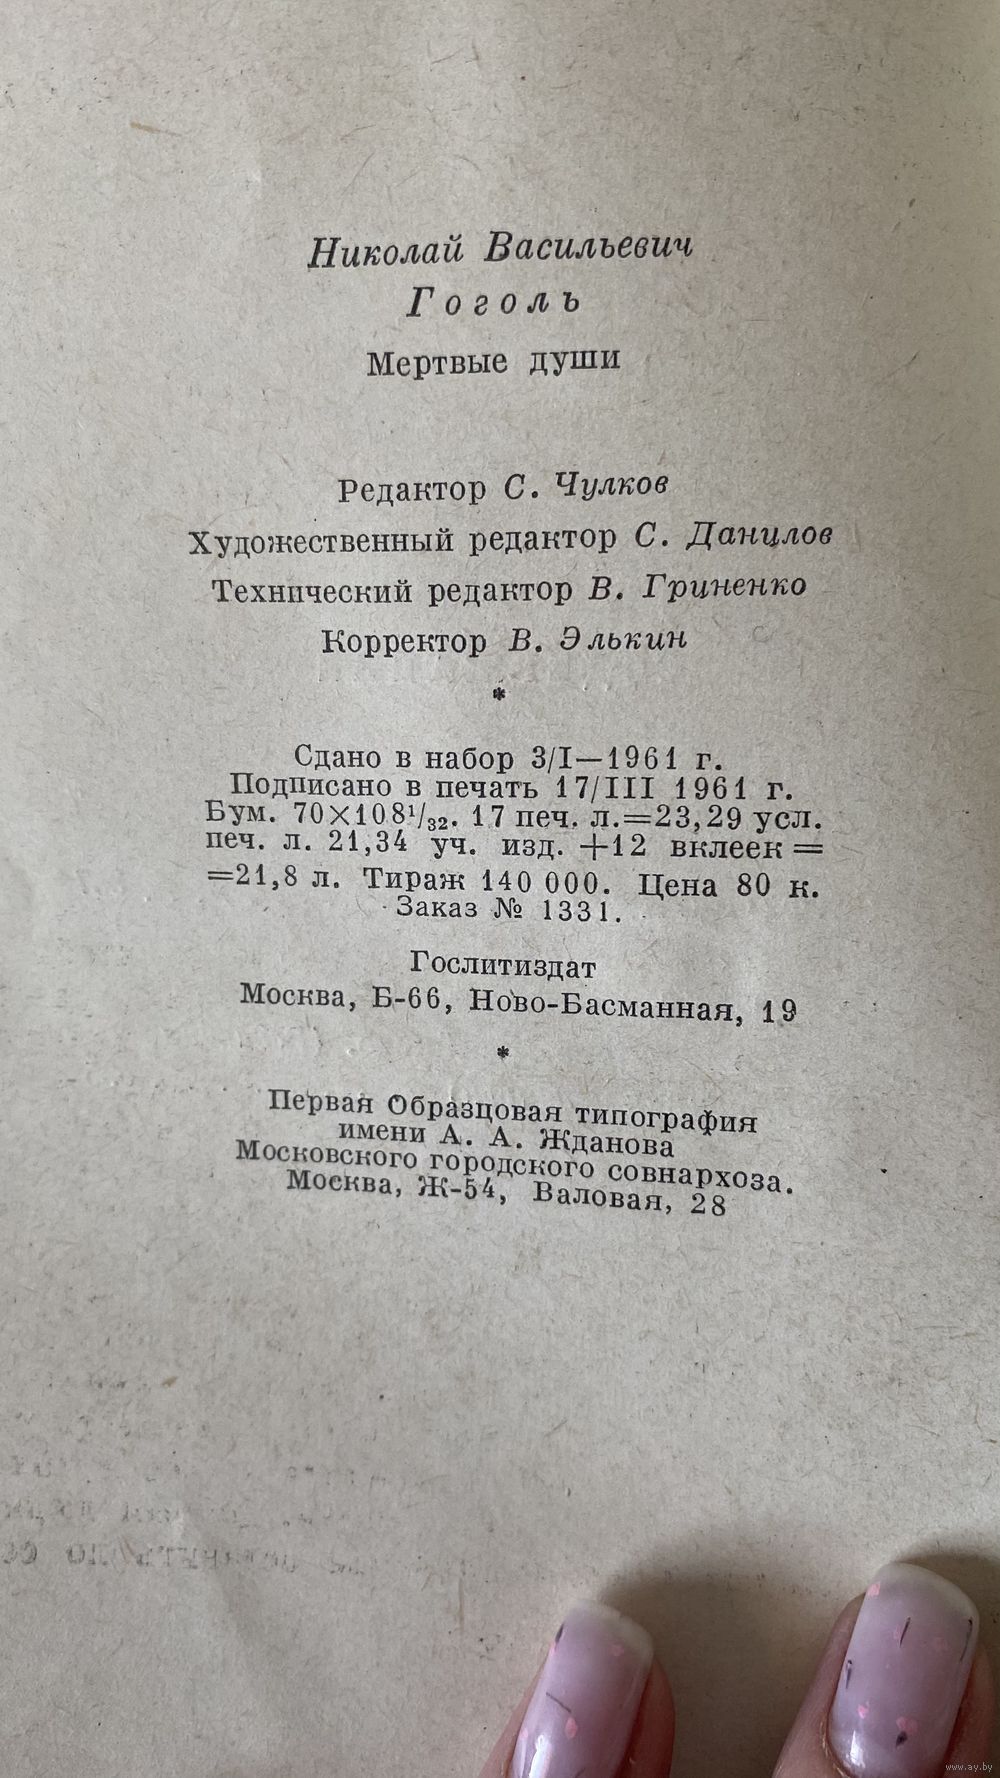 Николай Васильевич
Гоголь
Мертвые души
Редактор С. Чулков
Художественный редактор С. Данилов
Технический редактор В. Гриненко
Корректор В. Элькин
*
Сдано в набор 3/I—1961 г.
Подписано в печать 17/III 1961 г.
Бум. 70×108¹/₃₂. 17 печ. л.=23,29 усл.
печ. л. 21,34 уч. изд. +12 вклеек =
=21,8 л. Тираж 140 000. Цена 80 к.
Заказ № 1331.
Гослитиздат
Москва, Б-66, Ново-Басманная, 19
*
Первая Образцовая типография
имени А. А. Жданова
Московского городского совнархоза.
Москва, Ж-54, Валовая, 28
www.ay.by